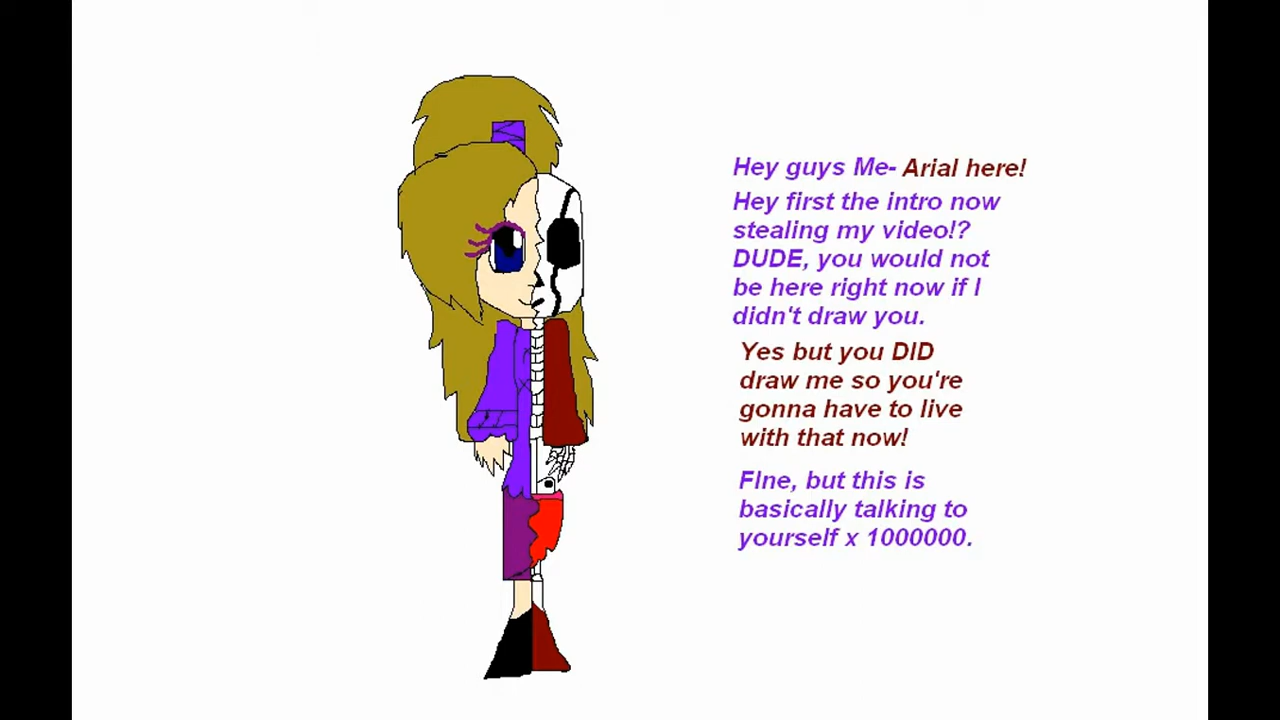 Hey guys Me- Arial here!
Hey first the intro now
stealing my video!?
DUDE, you would not
be here right now if I
didn't draw you.
Yes but you DID
draw me so you're
gonna have to live
with that now!
FIne, but this is
basically talking to
yourself x 1000000.